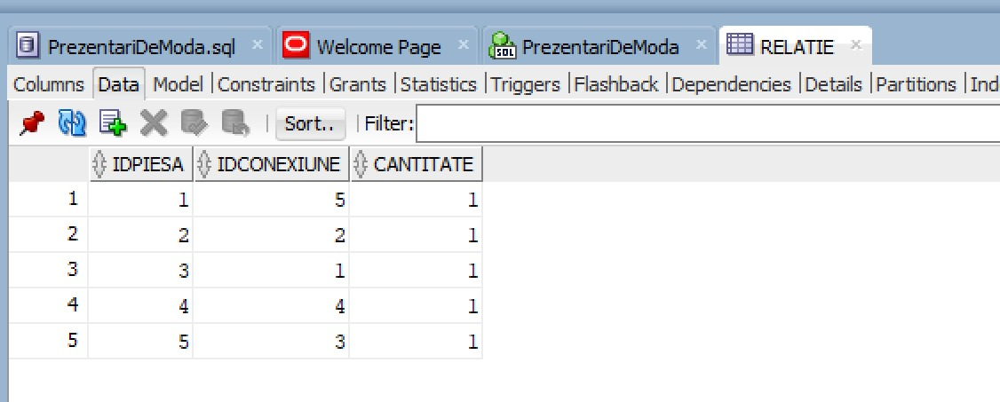 PrezentariDeModa.sql Welcome Page PrezentariDeModa RELATIE
Columns Data Model Constraints Grants Statistics Triggers Flashback Dependencies Details Partitions Ind
Sort.. Filter:
IDPIESA IDCONEXIUNE CANTITATE
1 1 5 1
2 2 2 1
3 3 1 1
4 4 4 1
5 5 3 1